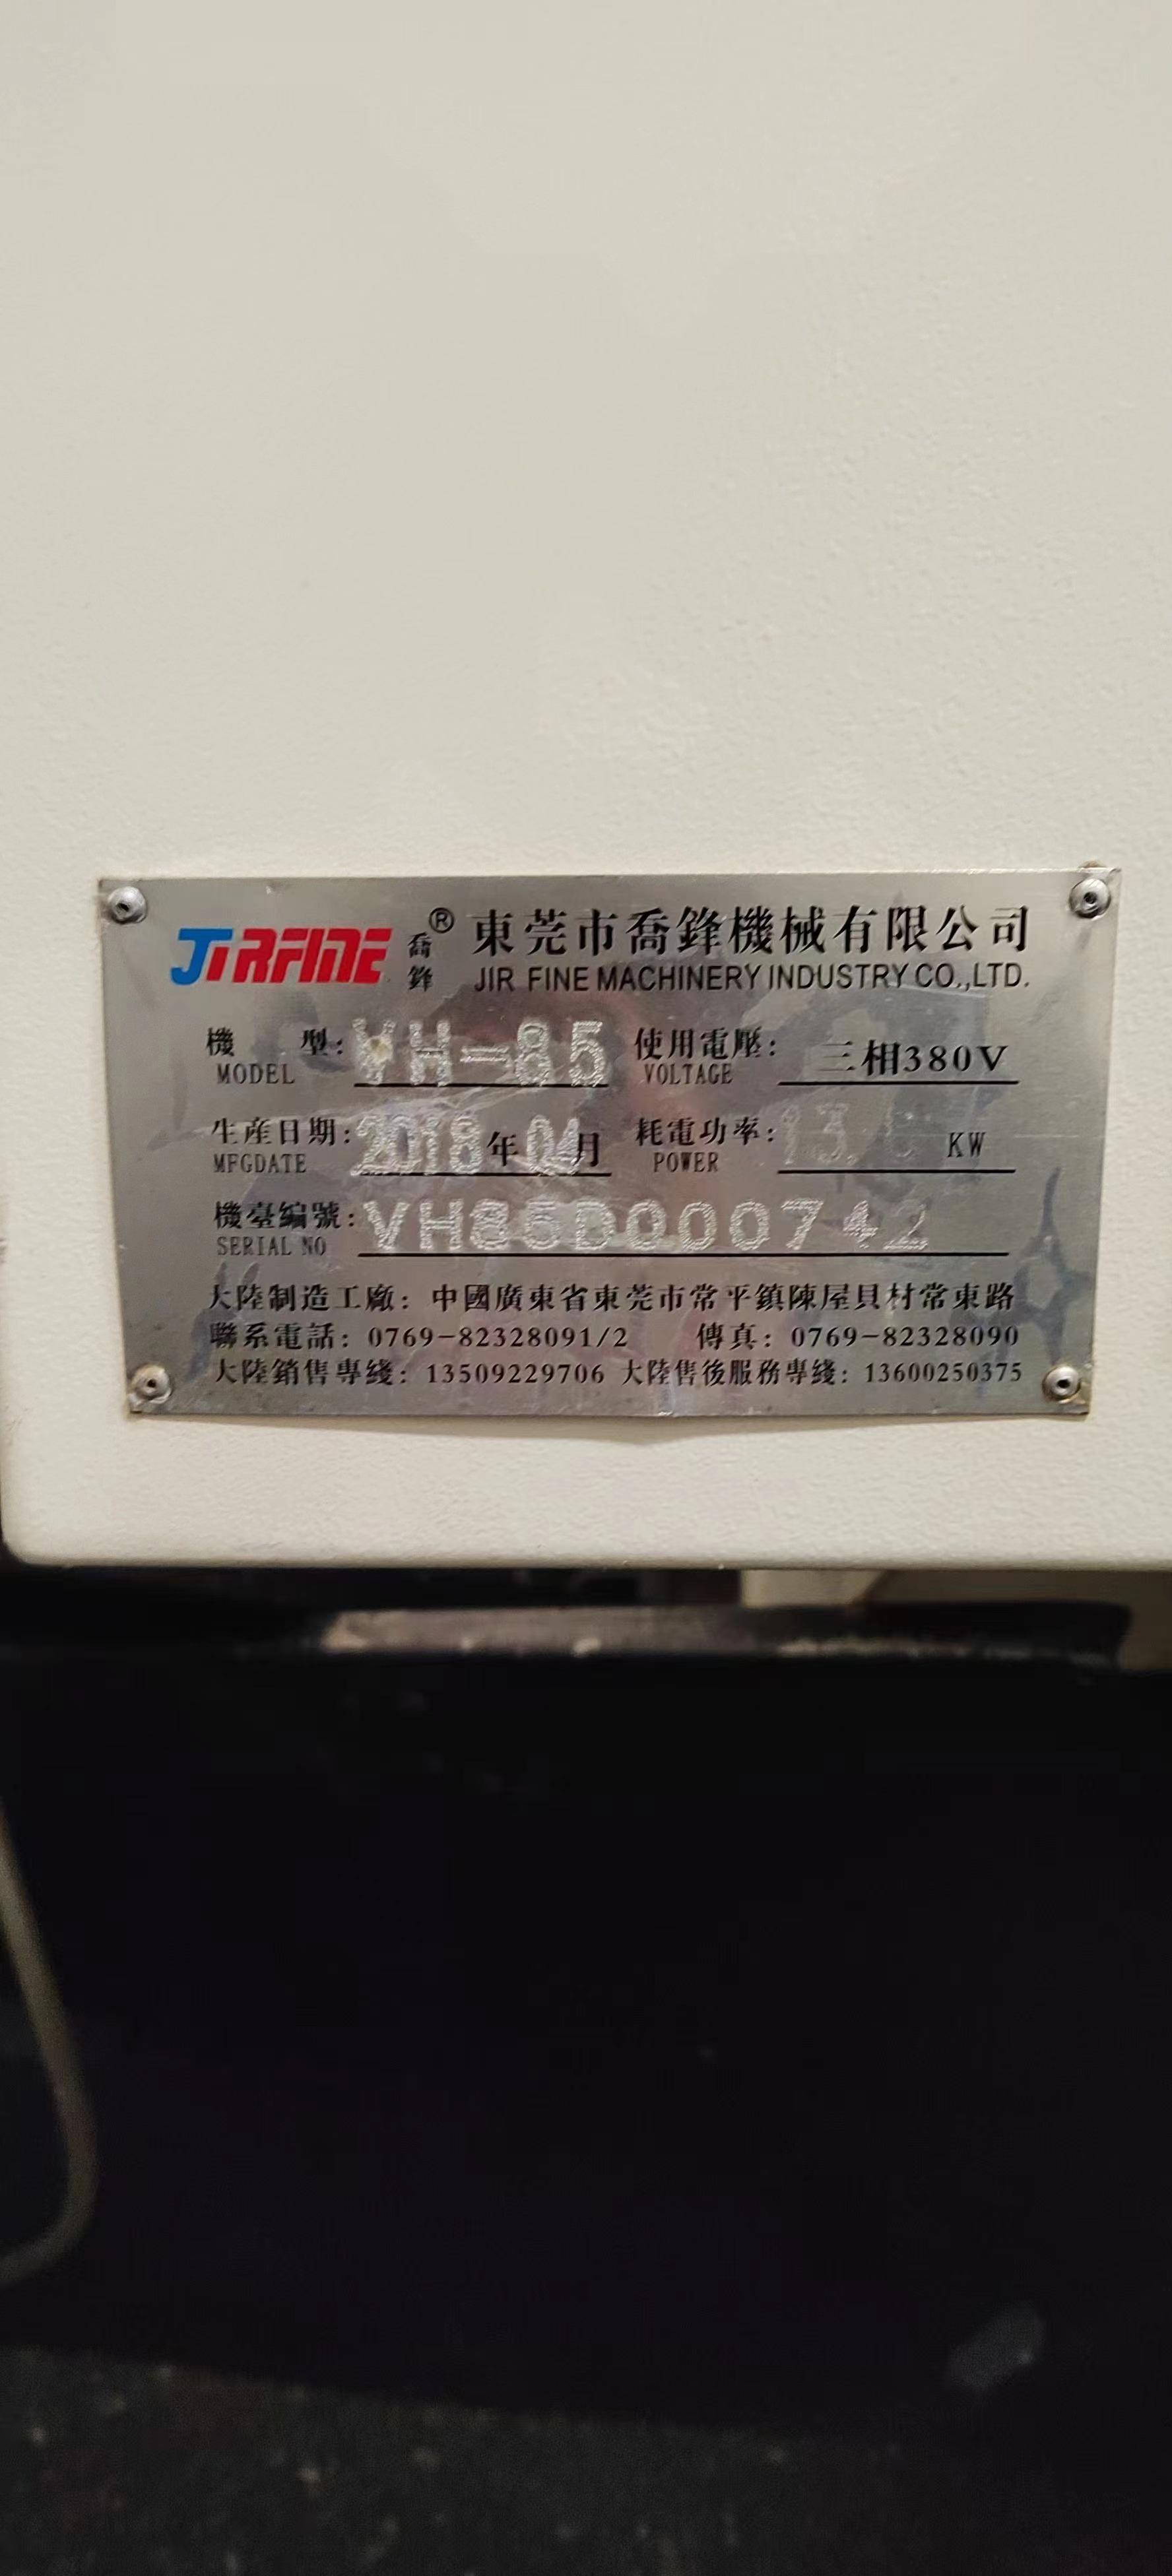 JIRFINE 喬鋒® 東莞市喬鋒機械有限公司
JIR FINE MACHINERY INDUSTRY CO.,LTD.
機 型: VH-85 使用電壓: 三相380V
MODEL VOLTAGE
生産日期: 2018年04月 耗電功率: KW
MFGDATE POWER
機臺編號: VH85D000742
SERIAL NO
大陸制造工廠: 中國廣東省東莞市常平鎮陳屋貝村常東路
聯系電話: 0769-82328091/2 傳真: 0769-82328090
大陸銷售專綫: 13509229706 大陸售後服務專綫: 13600250375